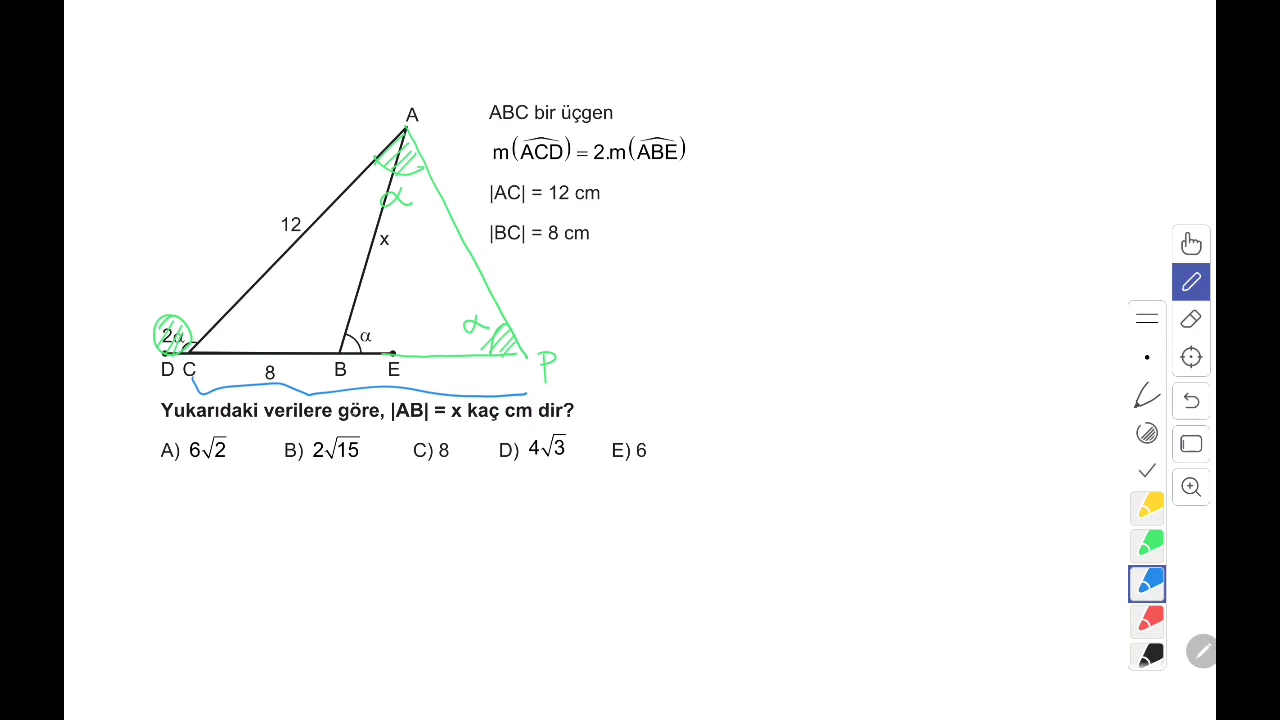 A
ABC bir üçgen
m(ACD) = 2.m(ABE)
|AC| = 12 cm
|BC| = 8 cm
α
12
x
2α
α
α
D C
8
B
E
P
Yukarıdaki verilere göre, |AB| = x kaç cm dir?
A) 6√2 B) 2√15 C) 8 D) 4√3 E) 6